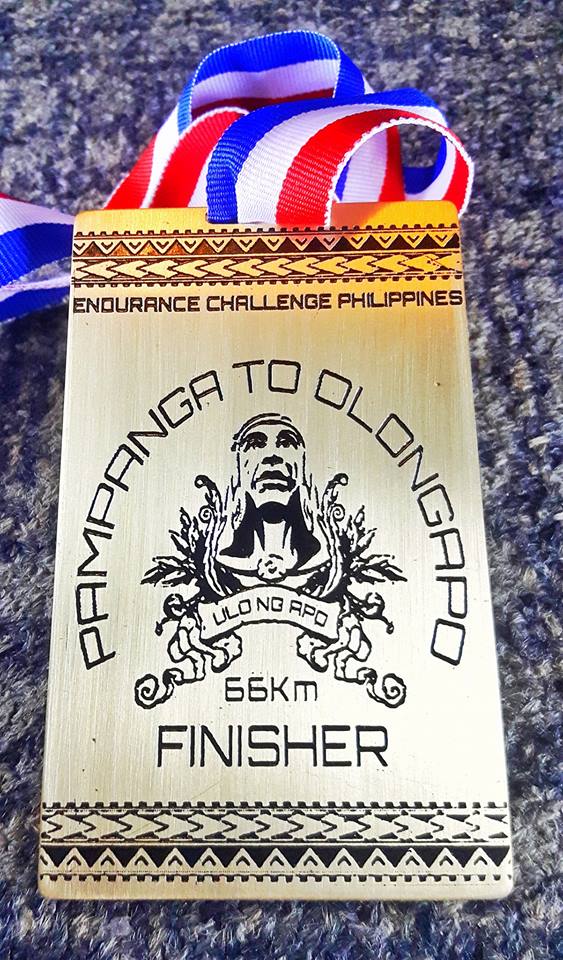 ENDURANCE CHALLENGE PHILIPPINES
PAMPANGA TO OLONGAPO
ULO NG APO
66Km
FINISHER